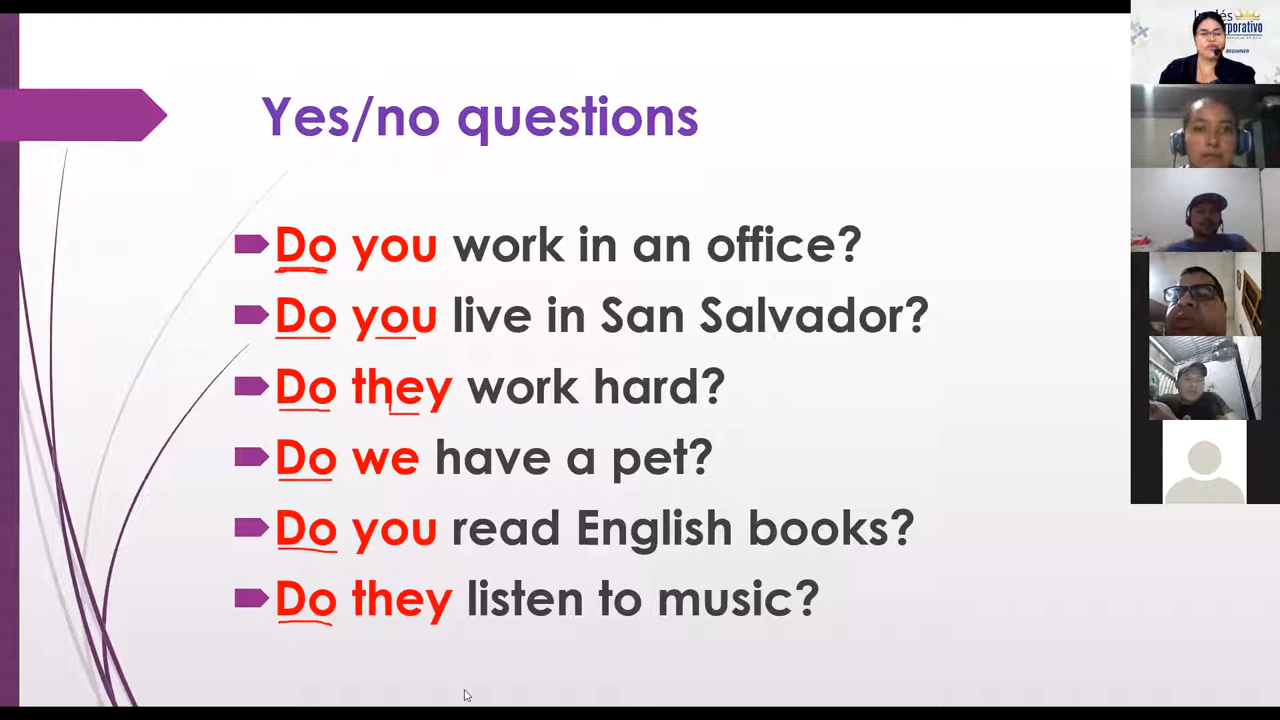 Yes/no questions
Do you work in an office?
Do you live in San Salvador?
Do they work hard?
Do we have a pet?
Do you read English books?
Do they listen to music?
BEGINNER